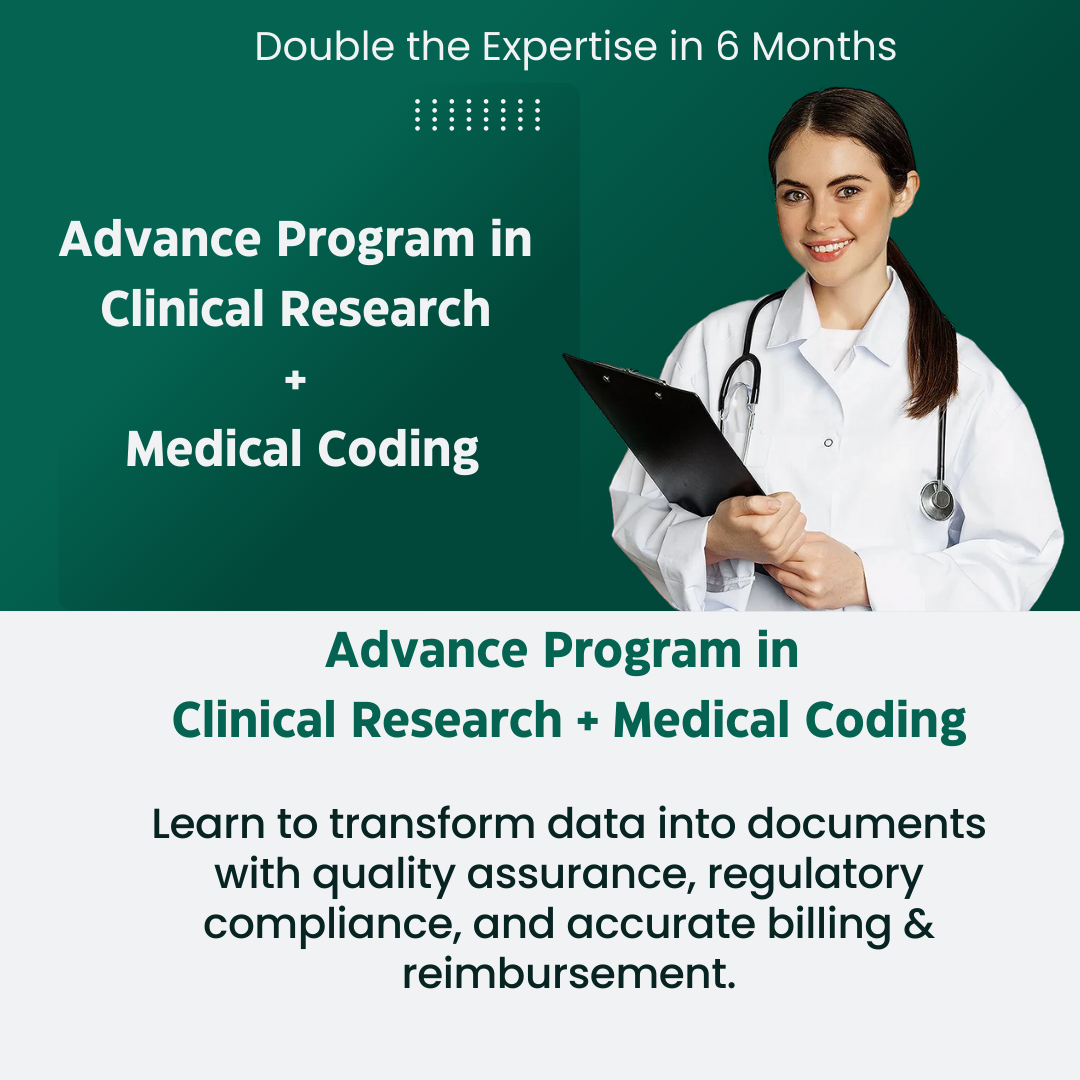 Double the Expertise in 6 Months
Advance Program in
Clinical Research
+
Medical Coding
Advance Program in
Clinical Research + Medical Coding
Learn to transform data into documents
with quality assurance, regulatory
compliance, and accurate billing &
reimbursement.